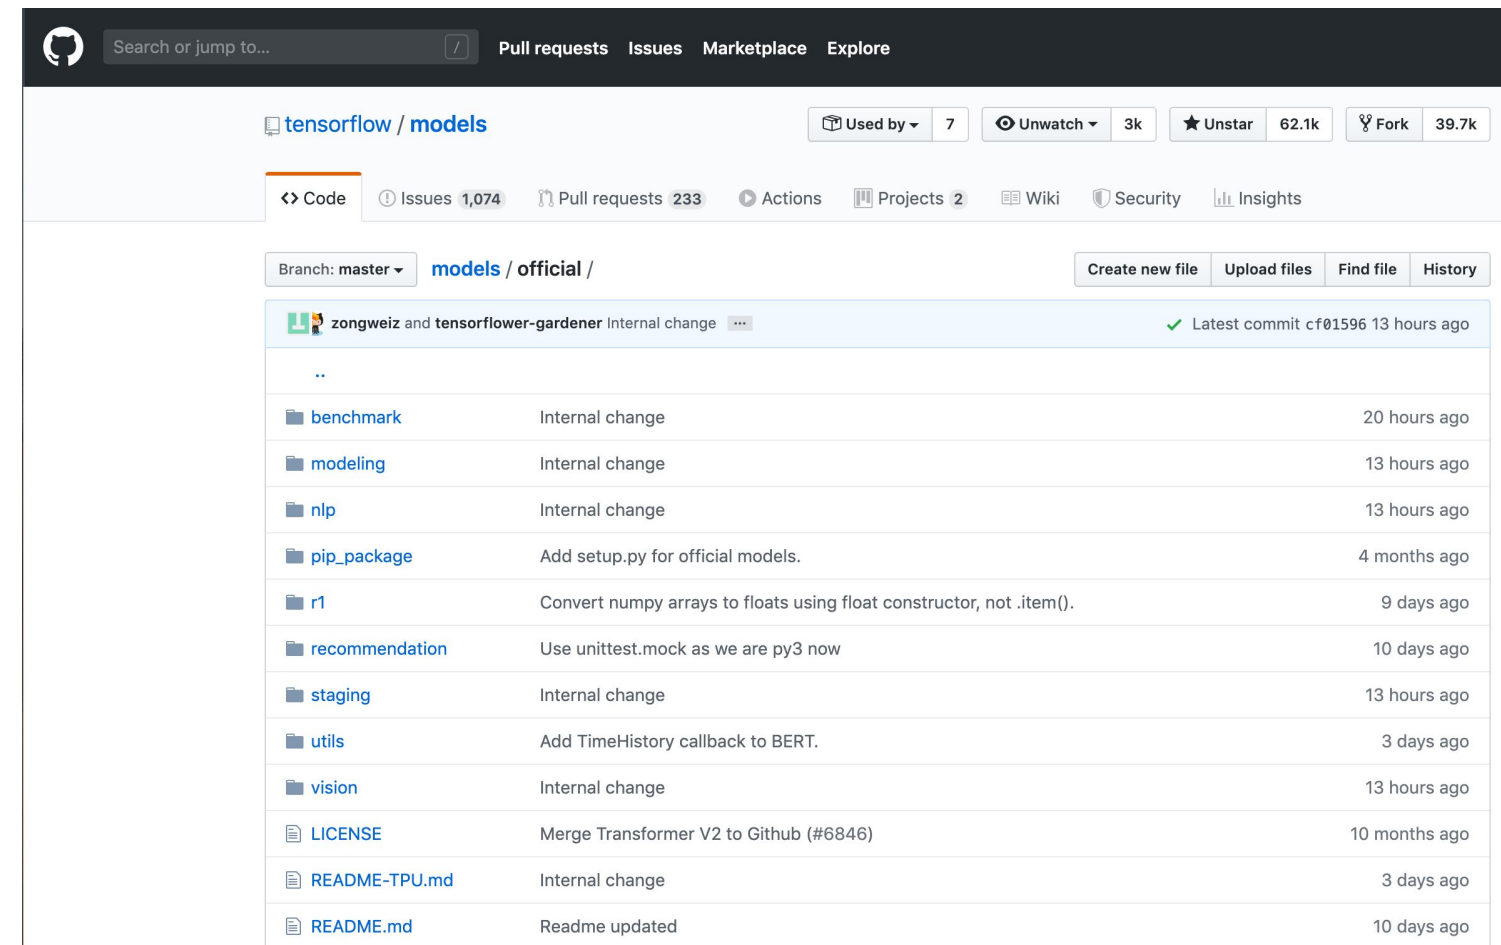 Search or jump to... / Pull requests Issues Marketplace Explore
tensorflow / models Used by 7 Unwatch 3k Unstar 62.1k Fork 39.7k
<> Code Issues 1,074 Pull requests 233 Actions Projects 2 Wiki Security Insights
Branch: master models / official / Create new file Upload files Find file History
zongweiz and tensorflower-gardener Internal change ... Latest commit cf01596 13 hours ago
..
benchmark Internal change 20 hours ago
modeling Internal change 13 hours ago
nlp Internal change 13 hours ago
pip_package Add setup.py for official models. 4 months ago
r1 Convert numpy arrays to floats using float constructor, not .item(). 9 days ago
recommendation Use unittest.mock as we are py3 now 10 days ago
staging Internal change 13 hours ago
utils Add TimeHistory callback to BERT. 3 days ago
vision Internal change 13 hours ago
LICENSE Merge Transformer V2 to Github (#6846) 10 months ago
README-TPU.md Internal change 3 days ago
README.md Readme updated 10 days ago